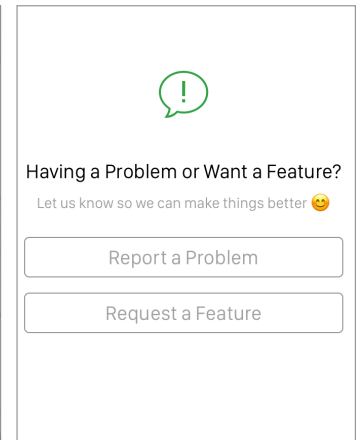 !
Having a Problem or Want a Feature?
Let us know so we can make things better 😊
Report a Problem
Request a Feature